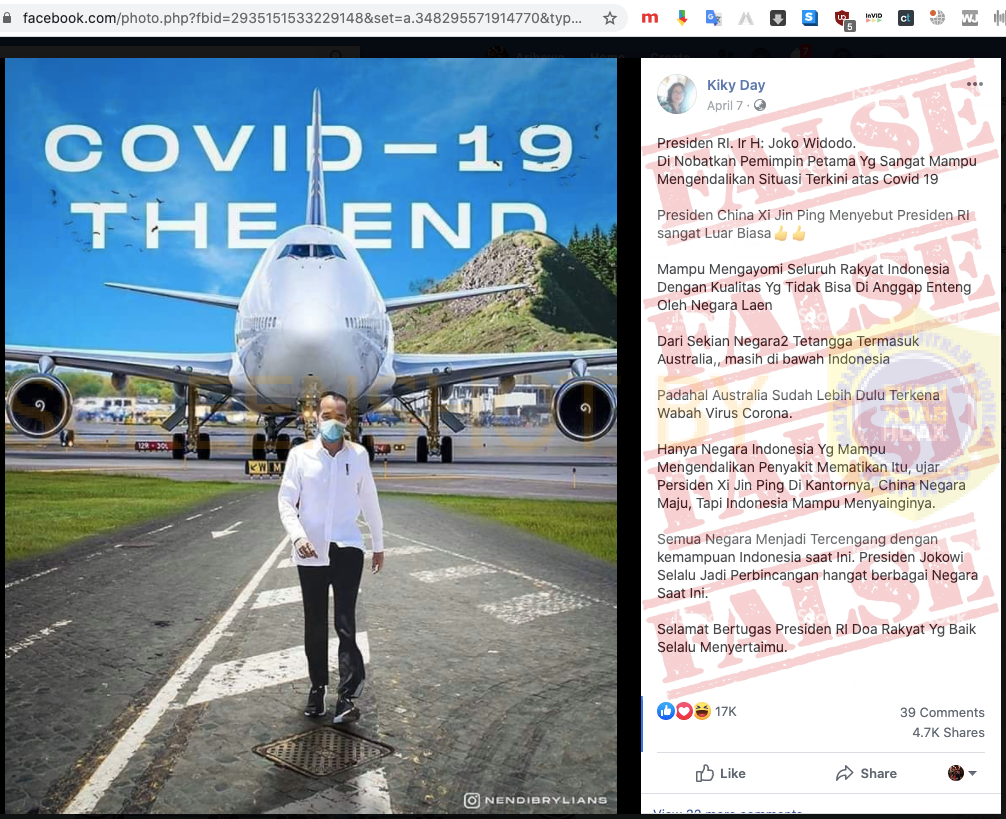 facebook.com/photo.php?fbid=2935151533229148&set=a.348295571914770&typ...
5
InVID
ct
WJ
COVID-19
THE END
12R-30L
W M
NENDIBRYLIANS
Kiky Day
April 7 ·
Presiden RI. Ir H: Joko Widodo.
Di Nobatkan Pemimpin Petama Yg Sangat Mampu
Mengendalikan Situasi Terkini atas Covid 19
Presiden China Xi Jin Ping Menyebut Presiden RI
sangat Luar Biasa👍👍
Mampu Mengayomi Seluruh Rakyat Indonesia
Dengan Kualitas Yg Tidak Bisa Di Anggap Enteng
Oleh Negara Laen
Dari Sekian Negara2 Tetangga Termasuk
Australia,, masih di bawah Indonesia
Padahal Australia Sudah Lebih Dulu Terkena
Wabah Virus Corona.
Hanya Negara Indonesia Yg Mampu
Mengendalikan Penyakit Mematikan Itu, ujar
Persiden Xi Jin Ping Di Kantornya, China Negara
Maju, Tapi Indonesia Mampu Menyainginya.
Semua Negara Menjadi Tercengang dengan
kemampuan Indonesia saat Ini. Presiden Jokowi
Selalu Jadi Perbincangan hangat berbagai Negara
Saat Ini.
Selamat Bertugas Presiden RI Doa Rakyat Yg Baik
Selalu Menyertaimu.
FALSE
FALSE
FALSE
FALSE
17K
39 Comments
4.7K Shares
Like
Share